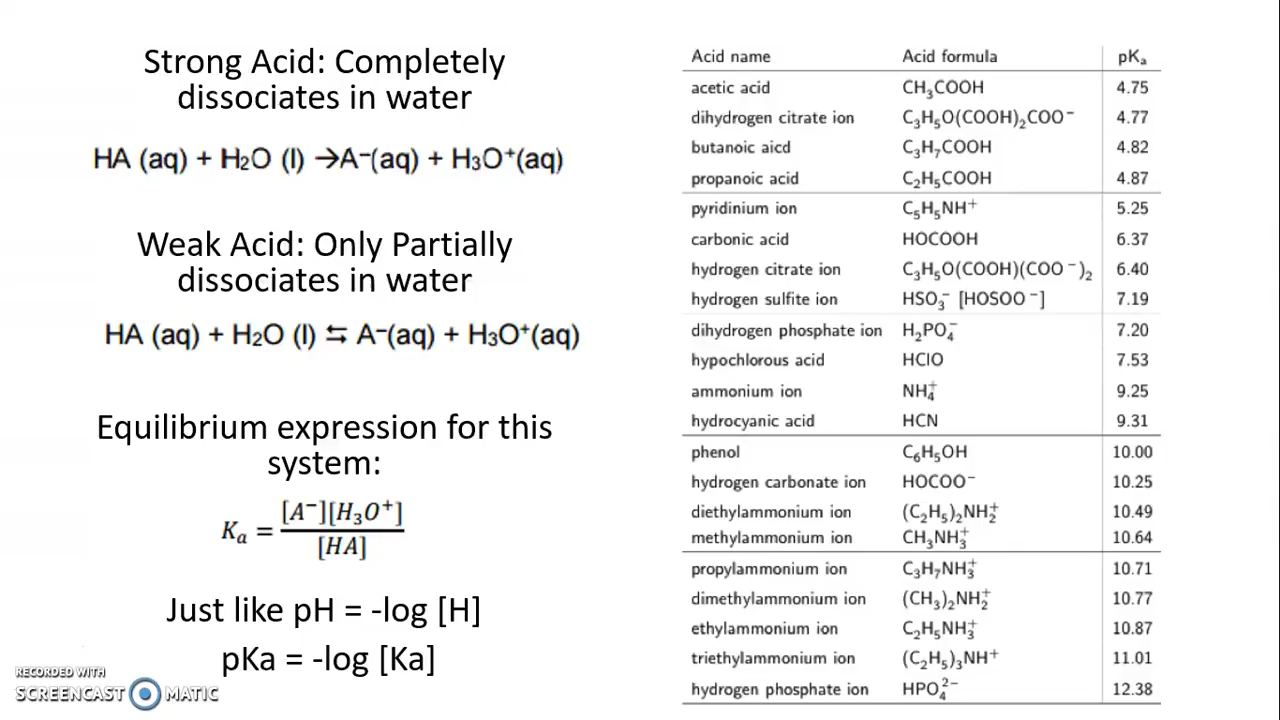 Strong Acid: Completely
dissociates in water
HA (aq) + H₂O (l) →A⁻(aq) + H₃O⁺(aq)
Weak Acid: Only Partially
dissociates in water
HA (aq) + H₂O (l) ⇆ A⁻(aq) + H₃O⁺(aq)
Equilibrium expression for this
system:
Kₐ = [A⁻][H₃O⁺] / [HA]
Just like pH = -log [H]
pKa = -log [Ka]
RECORDED WITH
SCREENCAST MATIC
Acid name Acid formula pKₐ
acetic acid CH₃COOH 4.75
dihydrogen citrate ion C₃H₅O(COOH)₂COO⁻ 4.77
butanoic aicd C₃H₇COOH 4.82
propanoic acid C₂H₅COOH 4.87
pyridinium ion C₅H₅NH⁺ 5.25
carbonic acid HOCOOH 6.37
hydrogen citrate ion C₃H₅O(COOH)(COO⁻)₂ 6.40
hydrogen sulfite ion HSO₃⁻ [HOSOO⁻] 7.19
dihydrogen phosphate ion H₂PO₄⁻ 7.20
hypochlorous acid HClO 7.53
ammonium ion NH₄⁺ 9.25
hydrocyanic acid HCN 9.31
phenol C₆H₅OH 10.00
hydrogen carbonate ion HOCOO⁻ 10.25
diethylammonium ion (C₂H₅)₂NH₂⁺ 10.49
methylammonium ion CH₃NH₃⁺ 10.64
propylammonium ion C₃H₇NH₃⁺ 10.71
dimethylammonium ion (CH₃)₂NH₂⁺ 10.77
ethylammonium ion C₂H₅NH₃⁺ 10.87
triethylammonium ion (C₂H₅)₃NH⁺ 11.01
hydrogen phosphate ion HPO₄²⁻ 12.38